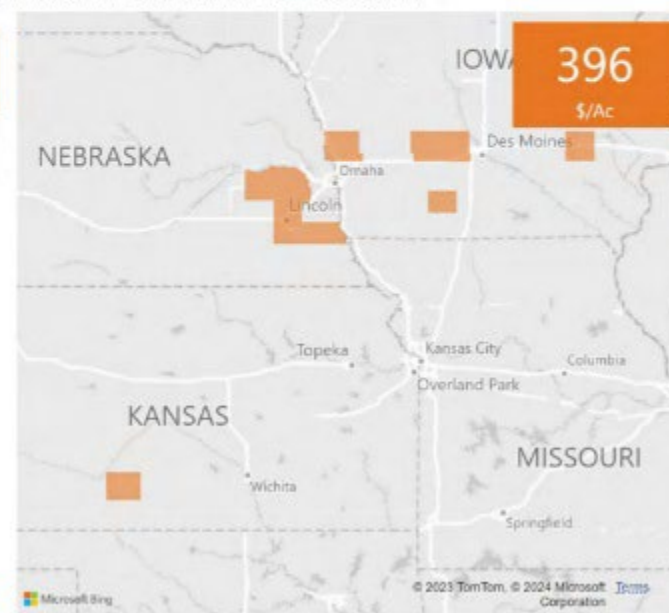 IOWA
396
$/Ac
Des Moines
NEBRASKA
Omaha
Lincoln
Topeka
Kansas City
Columbia
Overland Park
KANSAS
MISSOURI
Wichita
Springfield
Microsoft Bing
© 2023 TomTom, © 2024 Microsoft Terms
Corporation